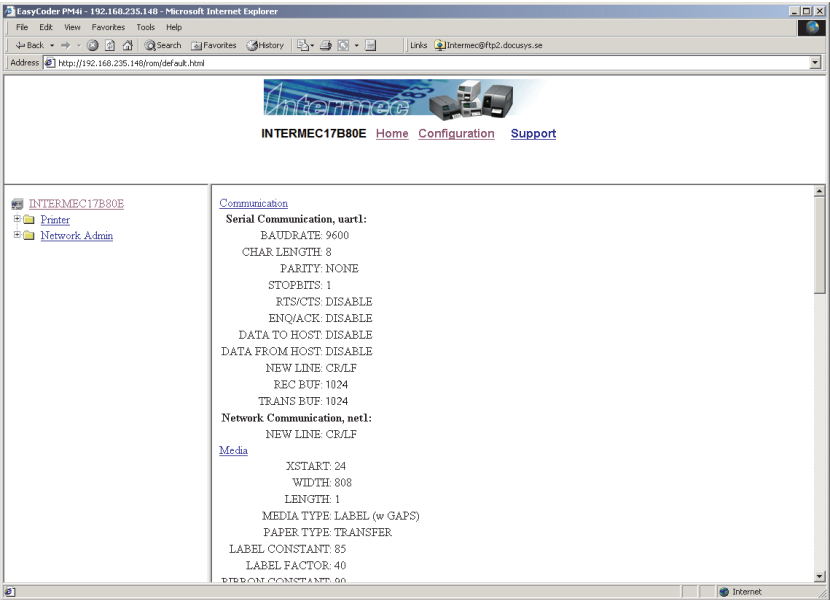 EasyCoder PM4i - 192.168.235.148 - Microsoft Internet Explorer
File Edit View Favorites Tools Help
Back Search Favorites History Links Intermec@ftp2.docusys.se
Address http://192.168.235.148/rom/default.html
Intermec
INTERMEC17B80E Home Configuration Support
INTERMEC17B80E
Printer
Network Admin
Communication
Serial Communication, uart1:
BAUDRATE: 9600
CHAR LENGTH: 8
PARITY: NONE
STOPBITS: 1
RTS/CTS: DISABLE
ENQ/ACK: DISABLE
DATA TO HOST: DISABLE
DATA FROM HOST: DISABLE
NEW LINE: CR/LF
REC BUF: 1024
TRANS BUF: 1024
Network Communication, net1:
NEW LINE: CR/LF
Media
XSTART: 24
WIDTH: 808
LENGTH: 1
MEDIA TYPE: LABEL (w GAPS)
PAPER TYPE: TRANSFER
LABEL CONSTANT: 85
LABEL FACTOR: 40
RIBBON CONSTANT: 90
Internet